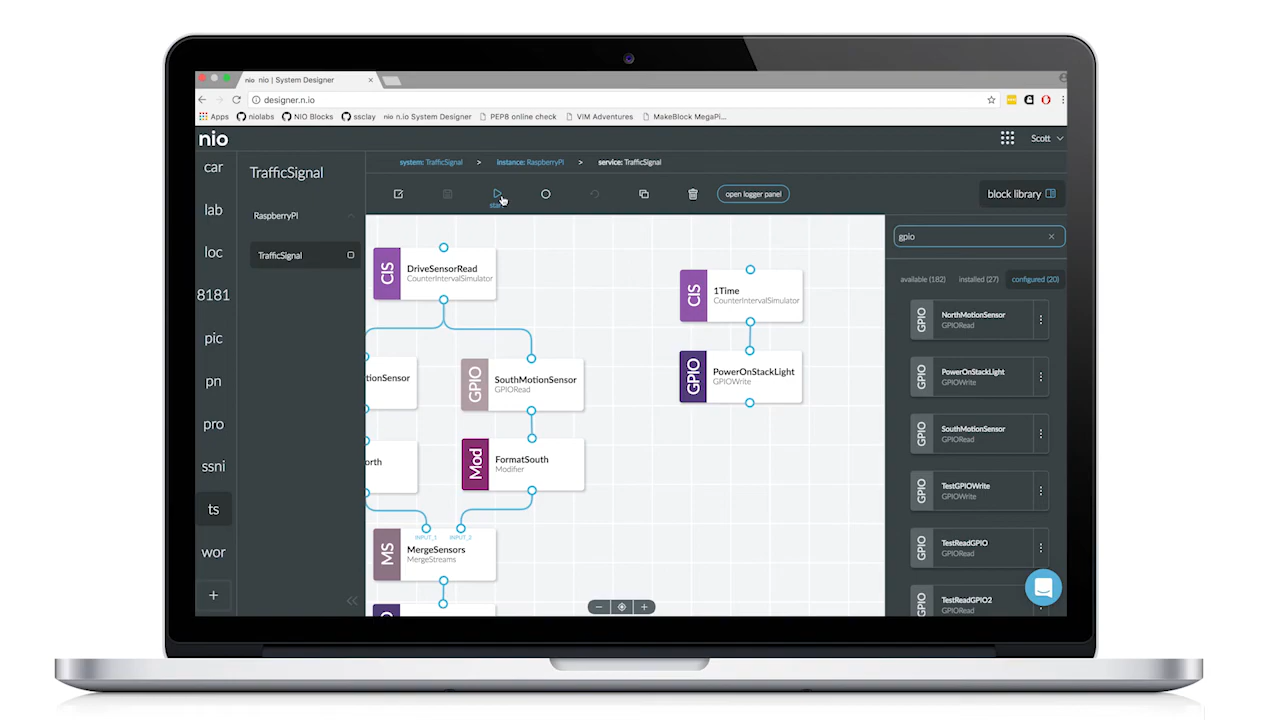 nio nio | System Designer
designer.n.io
Apps niolabs NIO Blocks ssclay nio n.io System Designer PEP8 online check VIM Adventures MakeBlock MegaPi...
nio
Scott
car
lab
loc
8181
pic
pn
pro
ssni
ts
wor
+
TrafficSignal
RaspberryPI
TrafficSignal
system: TrafficSignal > instance: RaspberryPI > service: TrafficSignal
open logger panel
block library
CIS
DriveSensorRead
CounterIntervalSimulator
CIS
1Time
CounterIntervalSimulator
GPIO
PowerOnStackLight
GPIOWrite
tionSensor
GPIO
SouthMotionSensor
GPIORead
orth
Mod
FormatSouth
Modifier
INPUT_1 INPUT_2
MS
MergeSensors
MergeStreams
gpio
available (182) installed (27) configured (20)
GPIO
NorthMotionSensor
GPIORead
GPIO
PowerOnStackLight
GPIOWrite
GPIO
SouthMotionSensor
GPIORead
GPIO
TestGPIOWrite
GPIOWrite
GPIO
TestReadGPIO
GPIORead
GPIO
TestReadGPIO2
GPIORead